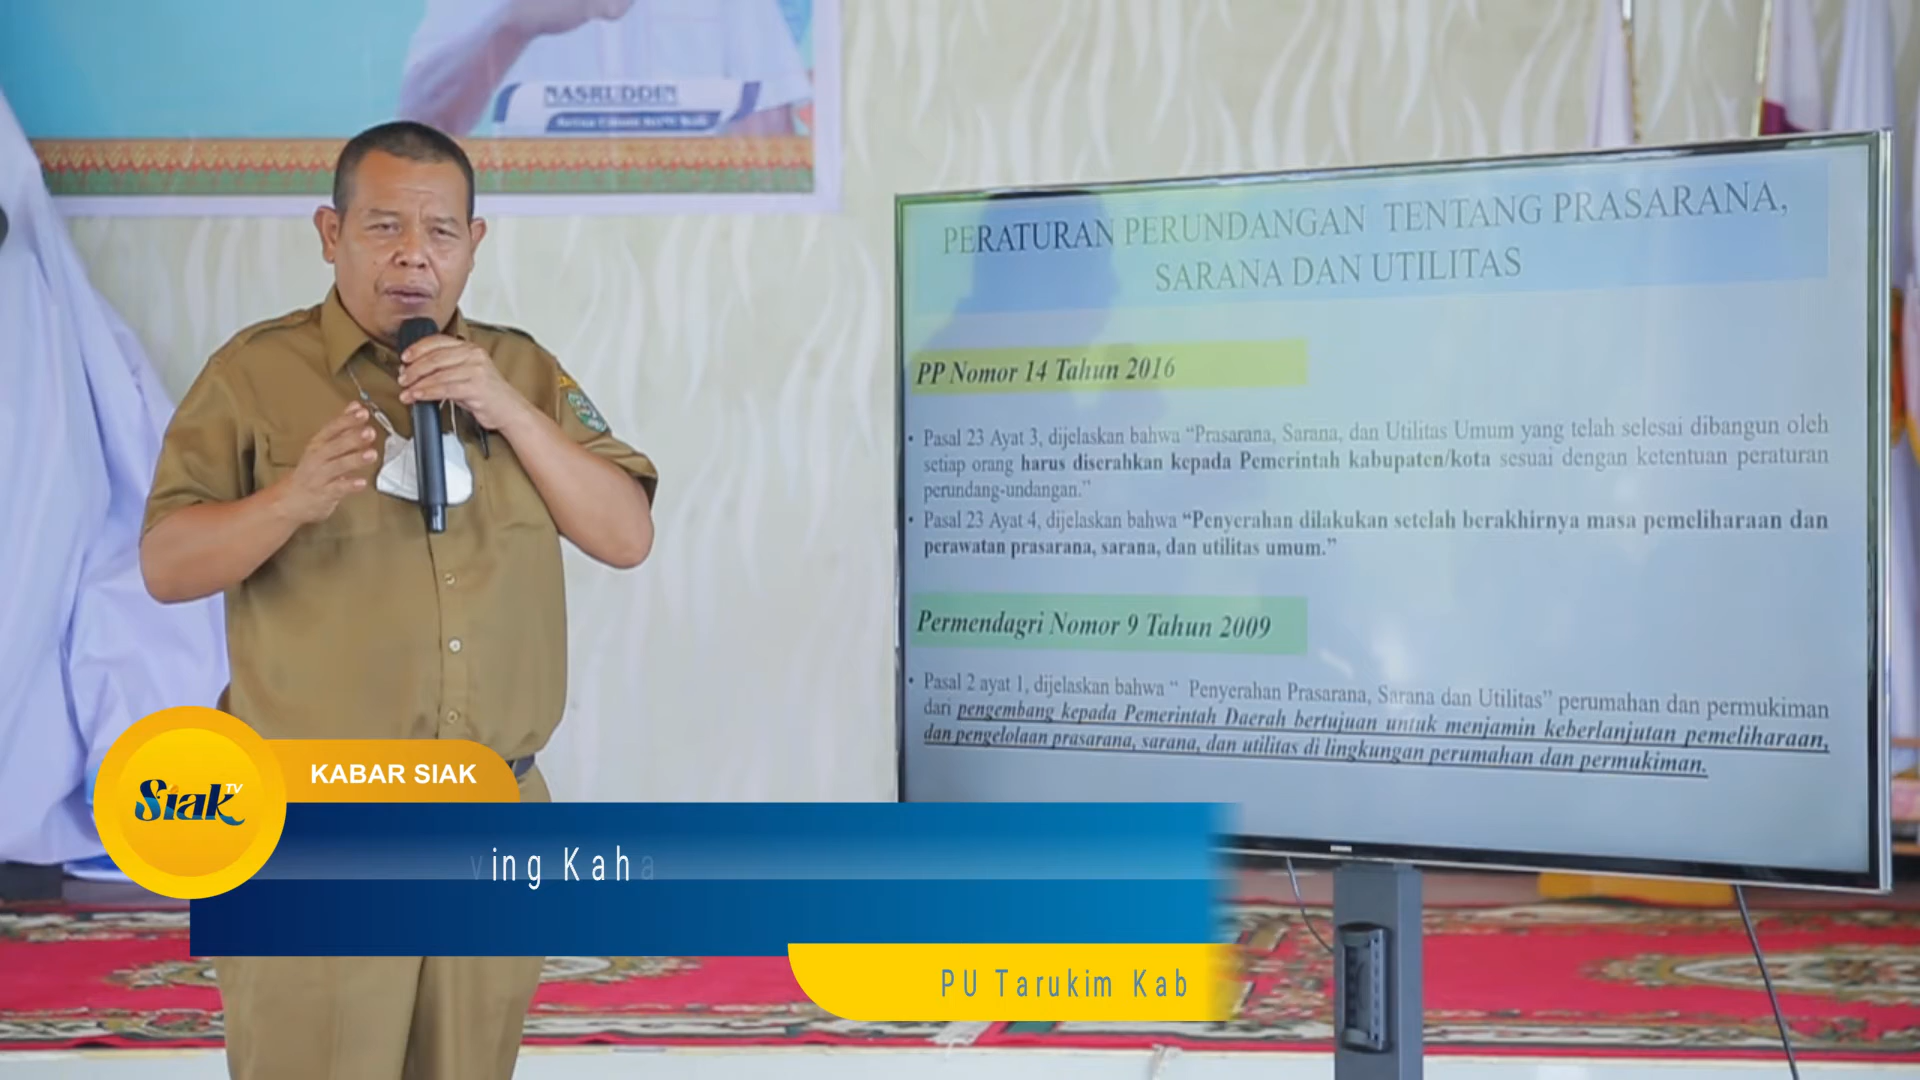 NASRUDDIN
PERATURAN PERUNDANGAN TENTANG PRASARANA,
SARANA DAN UTILITAS
PP Nomor 14 Tahun 2016
• Pasal 23 Ayat 3, dijelaskan bahwa “Prasarana, Sarana, dan Utilitas Umum yang telah selesai dibangun oleh
setiap orang harus diserahkan kepada Pemerintah kabupaten/kota sesuai dengan ketentuan peraturan
perundang-undangan.”
• Pasal 23 Ayat 4, dijelaskan bahwa “Penyerahan dilakukan setelah berakhirnya masa pemeliharaan dan
perawatan prasarana, sarana, dan utilitas umum.”
Permendagri Nomor 9 Tahun 2009
• Pasal 2 ayat 1, dijelaskan bahwa “ Penyerahan Prasarana, Sarana dan Utilitas” perumahan dan permukiman
dari pengembang kepada Pemerintah Daerah bertujuan untuk menjamin keberlanjutan pemeliharaan,
dan pengelolaan prasarana, sarana, dan utilitas di lingkungan perumahan dan permukiman.
KABAR SIAK
Siak TV
ving Kaha
PU Tarukim Kab